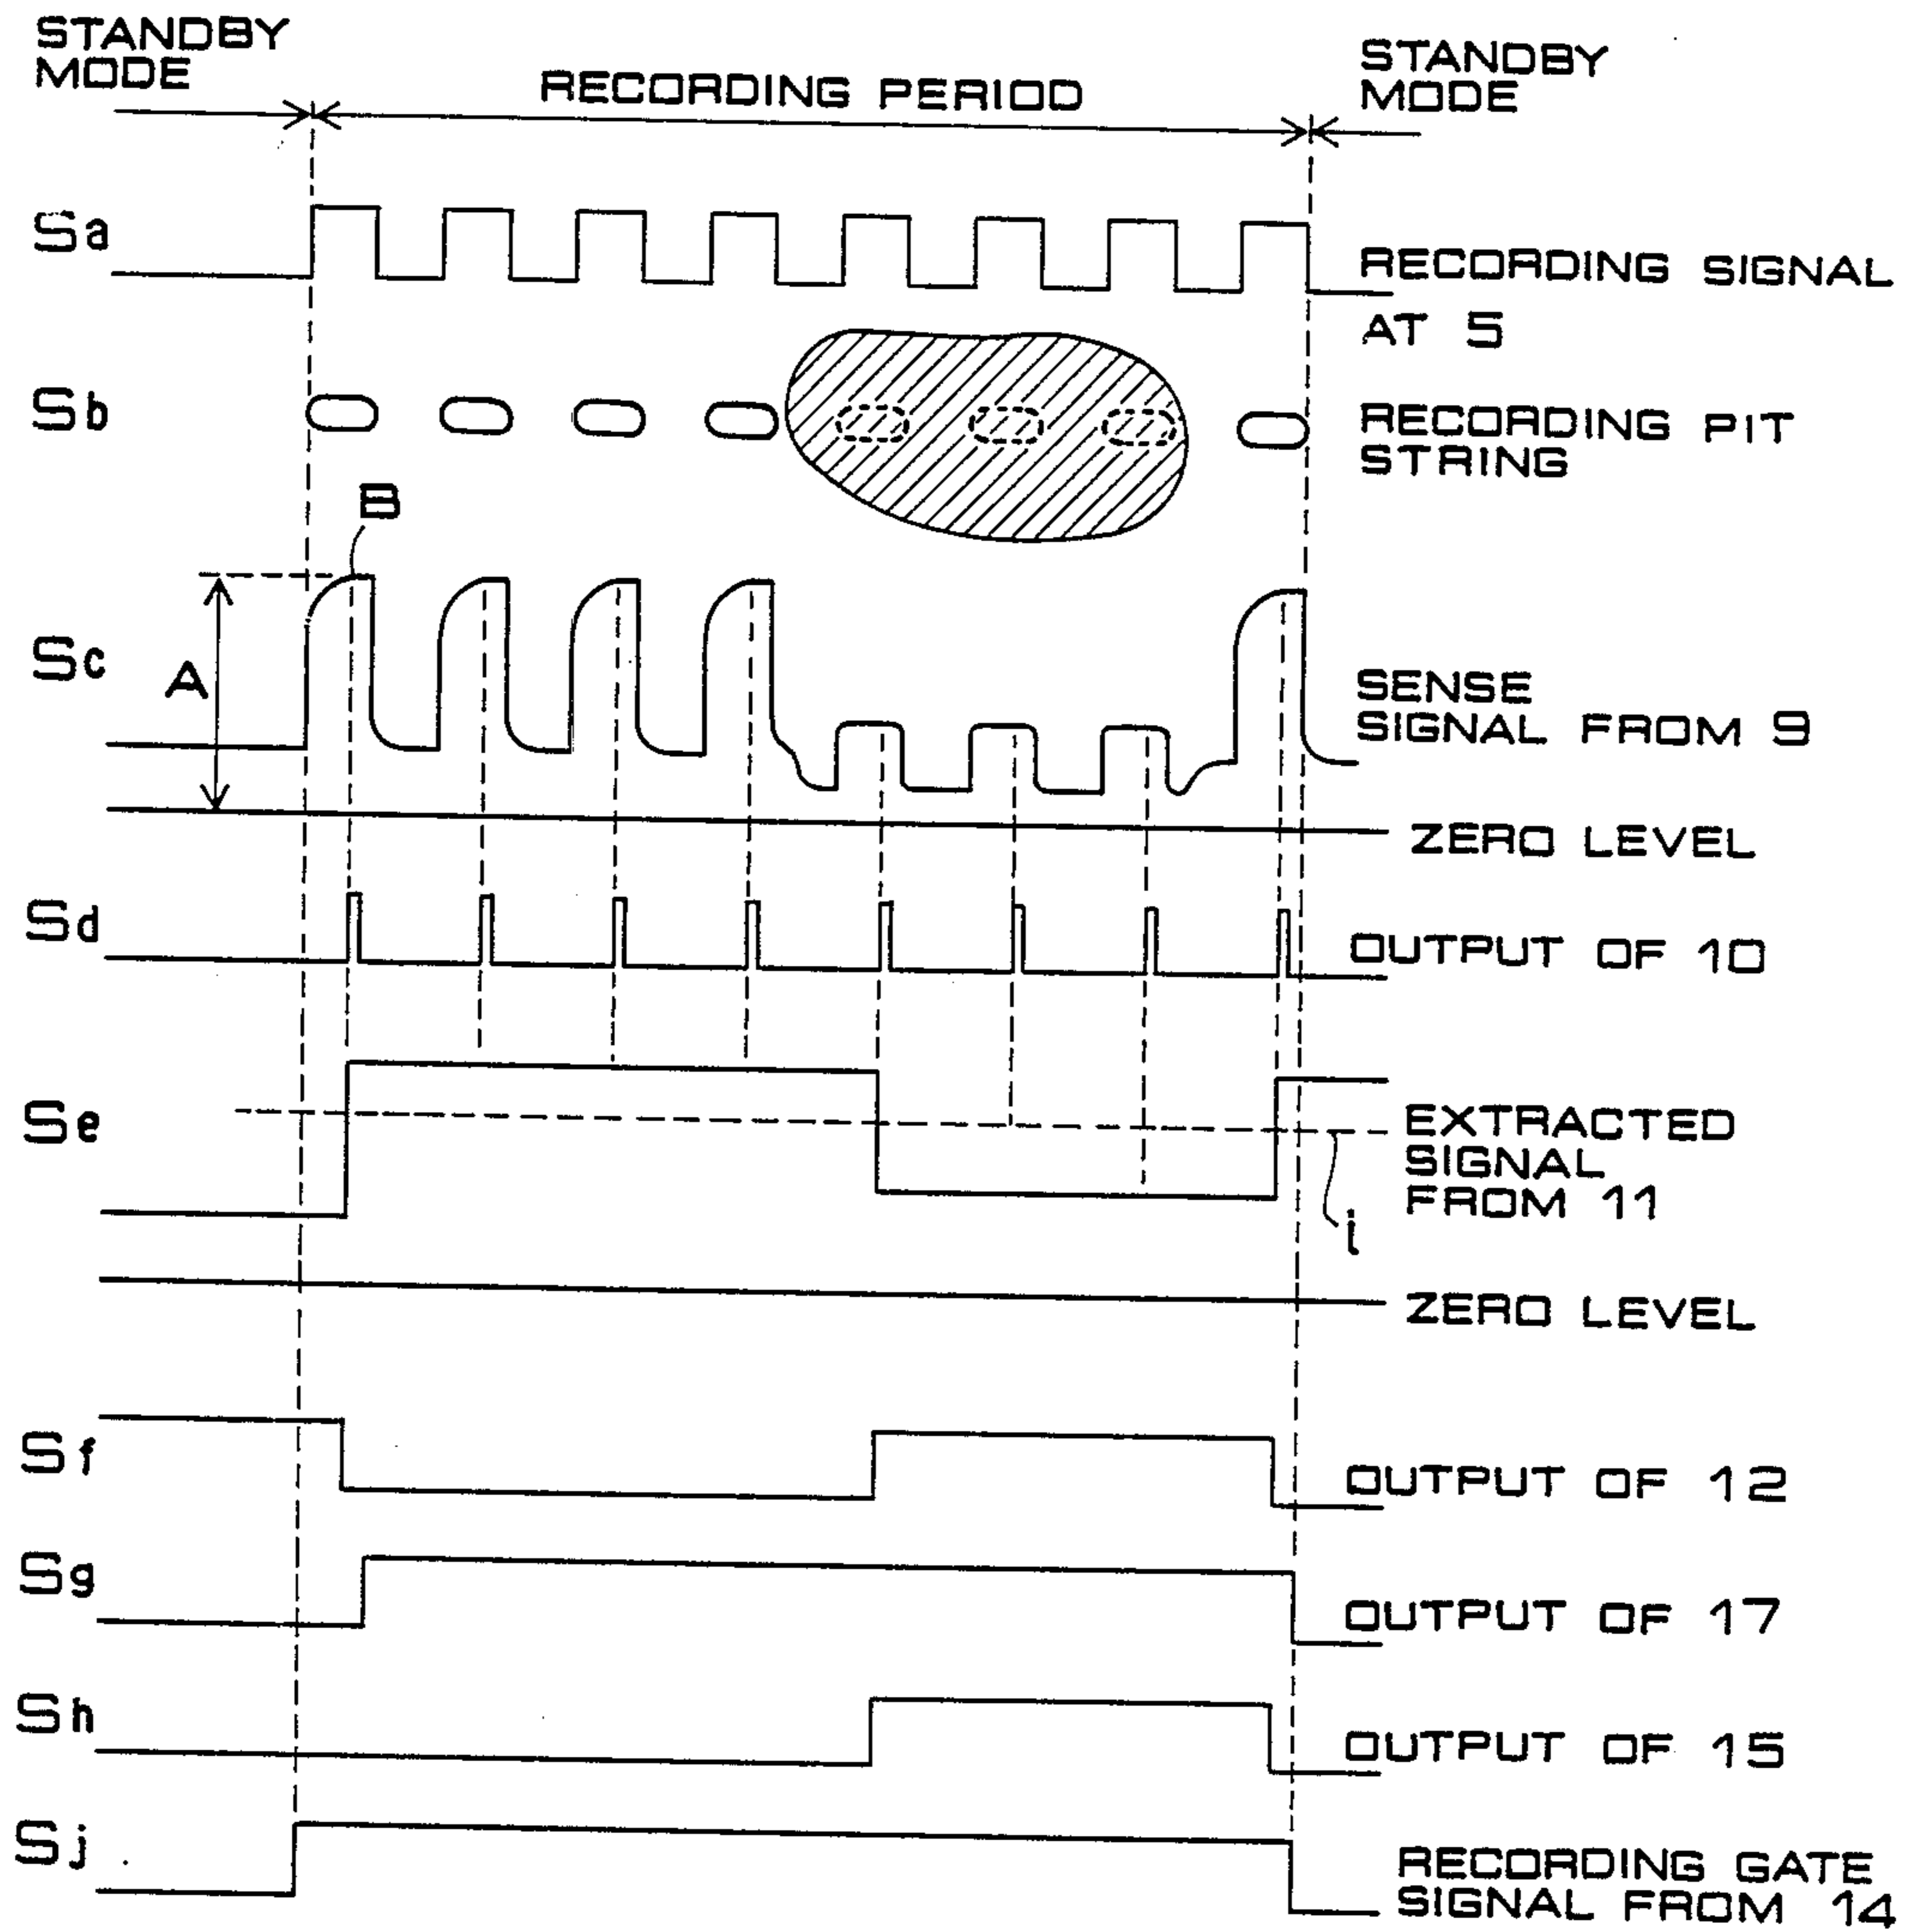 STANDBY
MODE
RECORDING PERIOD
STANDBY
MODE
Sa
RECORDING SIGNAL
AT 5
Sb
RECORDING PIT
STRING
B
Sc
A
SENSE
SIGNAL FROM 9
ZERO LEVEL
Sd
OUTPUT OF 10
Se
EXTRACTED
SIGNAL
FROM 11
i
ZERO LEVEL
Sf
OUTPUT OF 12
Sg
OUTPUT OF 17
Sh
OUTPUT OF 15
Sj
RECORDING GATE
SIGNAL FROM 14